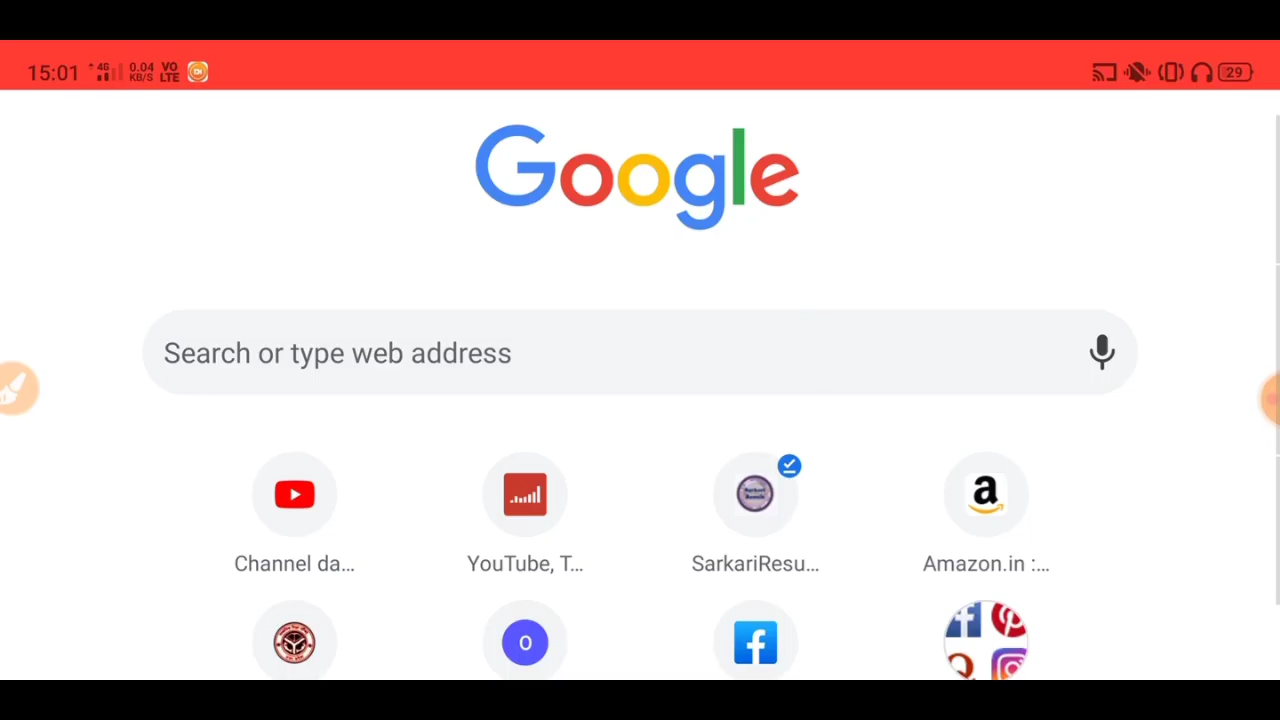 15:01 4G 0.04 KB/S VO LTE 29
Google
Search or type web address
Channel da... YouTube, T... SarkariResu... Amazon.in :...
O